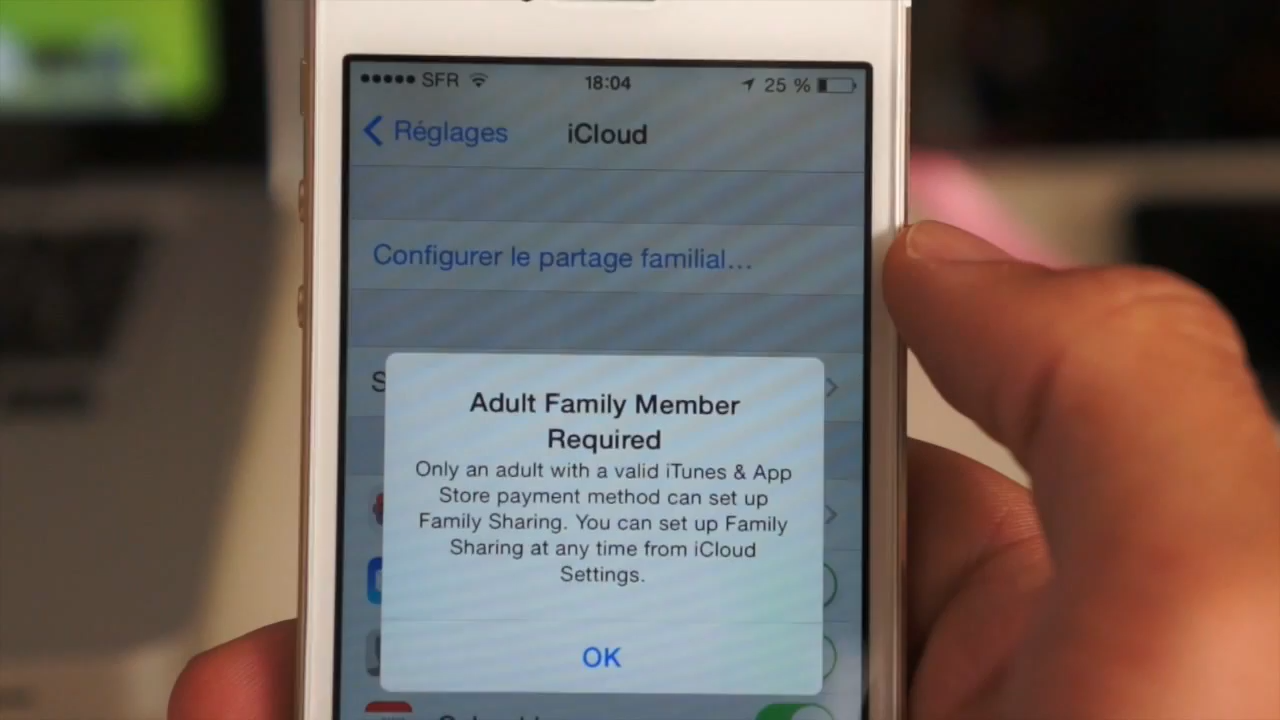 SFR 18:04 25 %
Réglages iCloud
Configurer le partage familial...
S
Adult Family Member
Required
Only an adult with a valid iTunes & App
Store payment method can set up
Family Sharing. You can set up Family
Sharing at any time from iCloud
Settings.
OK